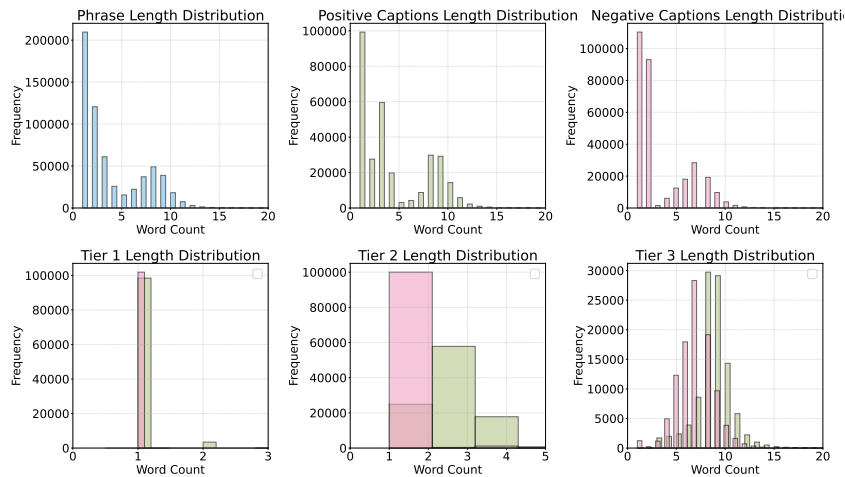 Phrase Length Distribution
200000
150000
100000
50000
0
Frequency
0 5 10 15 20
Word Count
Positive Captions Length Distribution
100000
80000
60000
40000
20000
0
Frequency
0 5 10 15 20
Word Count
Negative Captions Length Distributi
100000
80000
60000
40000
20000
0
Frequency
0 5 10 15 20
Word Count
Tier 1 Length Distribution
100000
80000
60000
40000
20000
0
Frequency
0 1 2 3
Word Count
Tier 2 Length Distribution
100000
80000
60000
40000
20000
0
Frequency
0 1 2 3 4 5
Word Count
Tier 3 Length Distribution
30000
25000
20000
15000
10000
5000
0
Frequency
0 5 10 15 20
Word Count